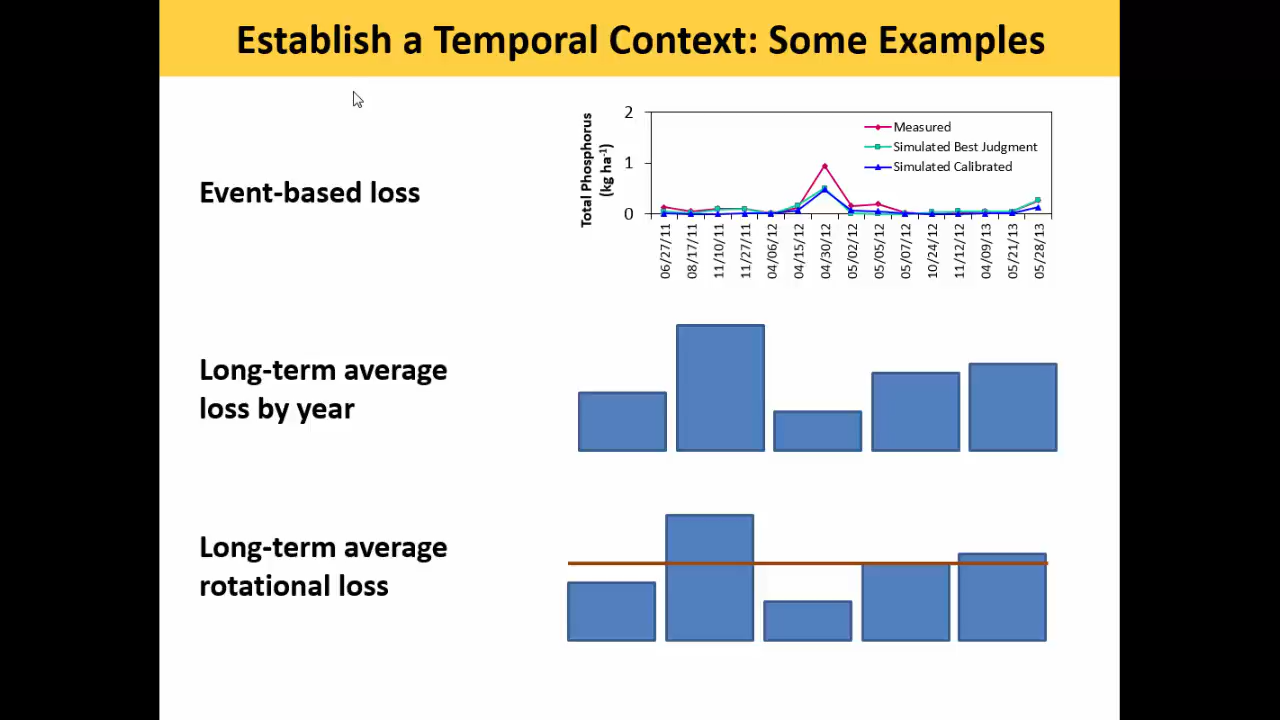 Establish a Temporal Context: Some Examples
Event-based loss
Total Phosphorus
(kg ha⁻¹)
2
1
0
Measured
Simulated Best Judgment
Simulated Calibrated
06/27/11
08/17/11
11/10/11
11/27/11
04/06/12
04/15/12
04/30/12
05/02/12
05/05/12
05/07/12
10/24/12
11/12/12
04/09/13
05/21/13
05/28/13
Long-term average
loss by year
Long-term average
rotational loss